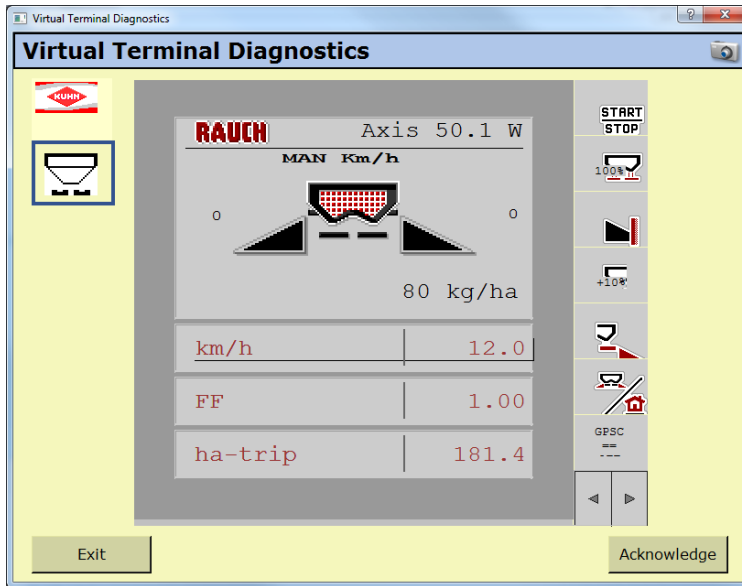 Virtual Terminal Diagnostics
Virtual Terminal Diagnostics
KUHN
RAUCH Axis 50.1 W
MAN Km/h
0 0
80 kg/ha
km/h 12.0
FF 1.00
ha-trip 181.4
START
STOP
100%
+10%
GPSC
==
---
Exit Acknowledge